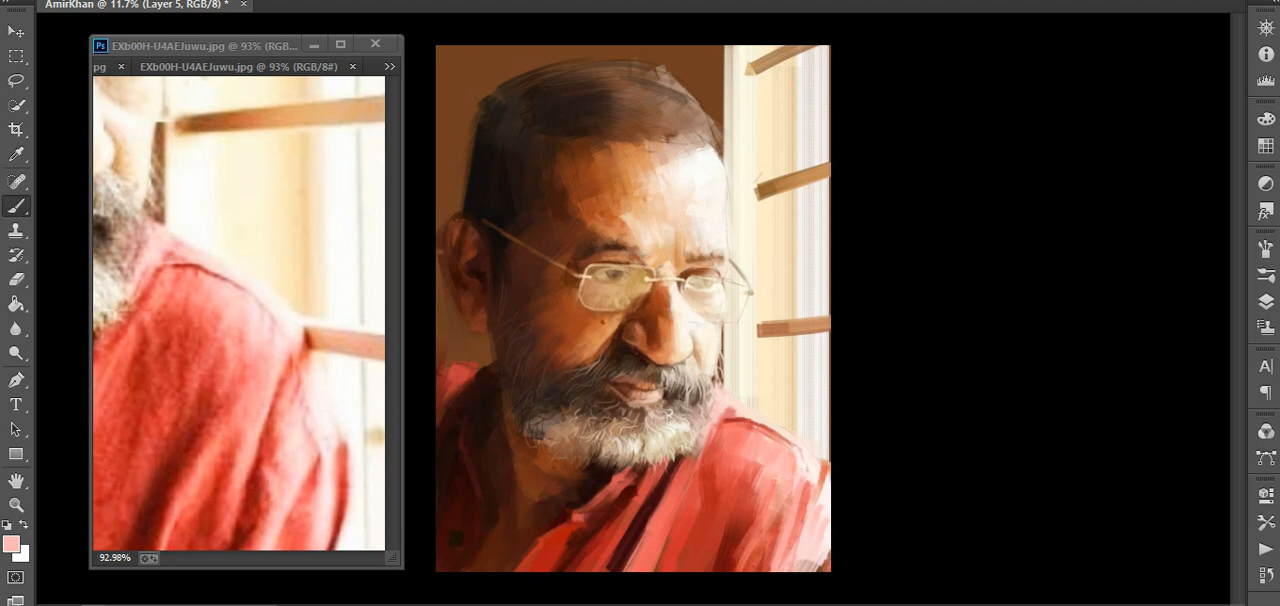 AmirKhan @ 11.7% (Layer 5, RGB/8) *
Ps EXb00H-U4AEJuwu.jpg @ 93% (RGB...
pg EXb00H-U4AEJuwu.jpg @ 93% (RGB/8#)
92.98%